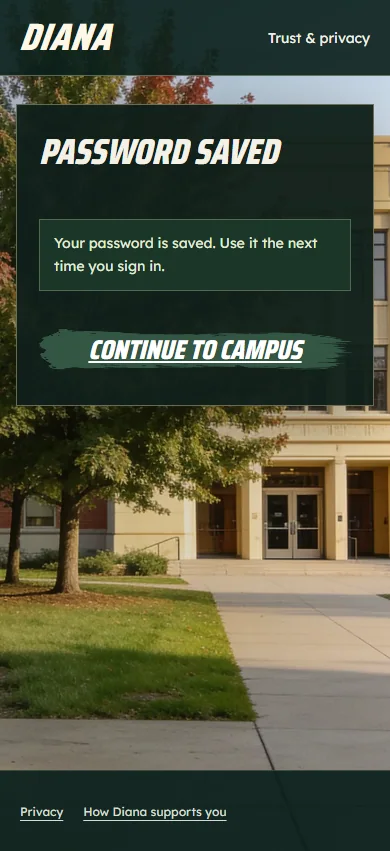 DIANA
Trust & privacy
PASSWORD SAVED
Your password is saved. Use it the next
time you sign in.
CONTINUE TO CAMPUS
Privacy
How Diana supports you